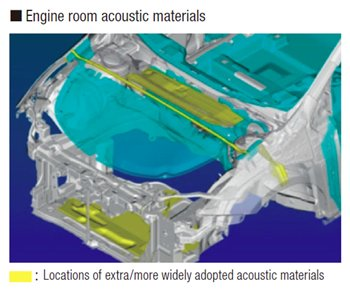 ■ Engine room acoustic materials
: Locations of extra/more widely adopted acoustic materials